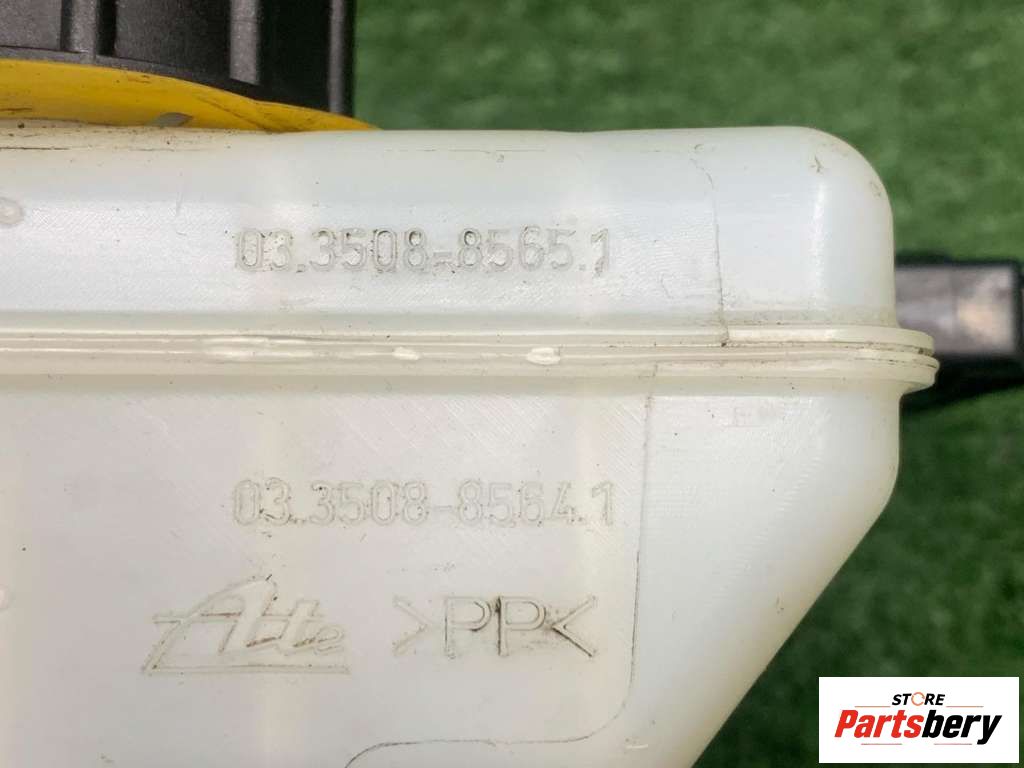 03.3508-8565.1
03.3508-8564.1
Ate >PP<
STORE
Partsbery